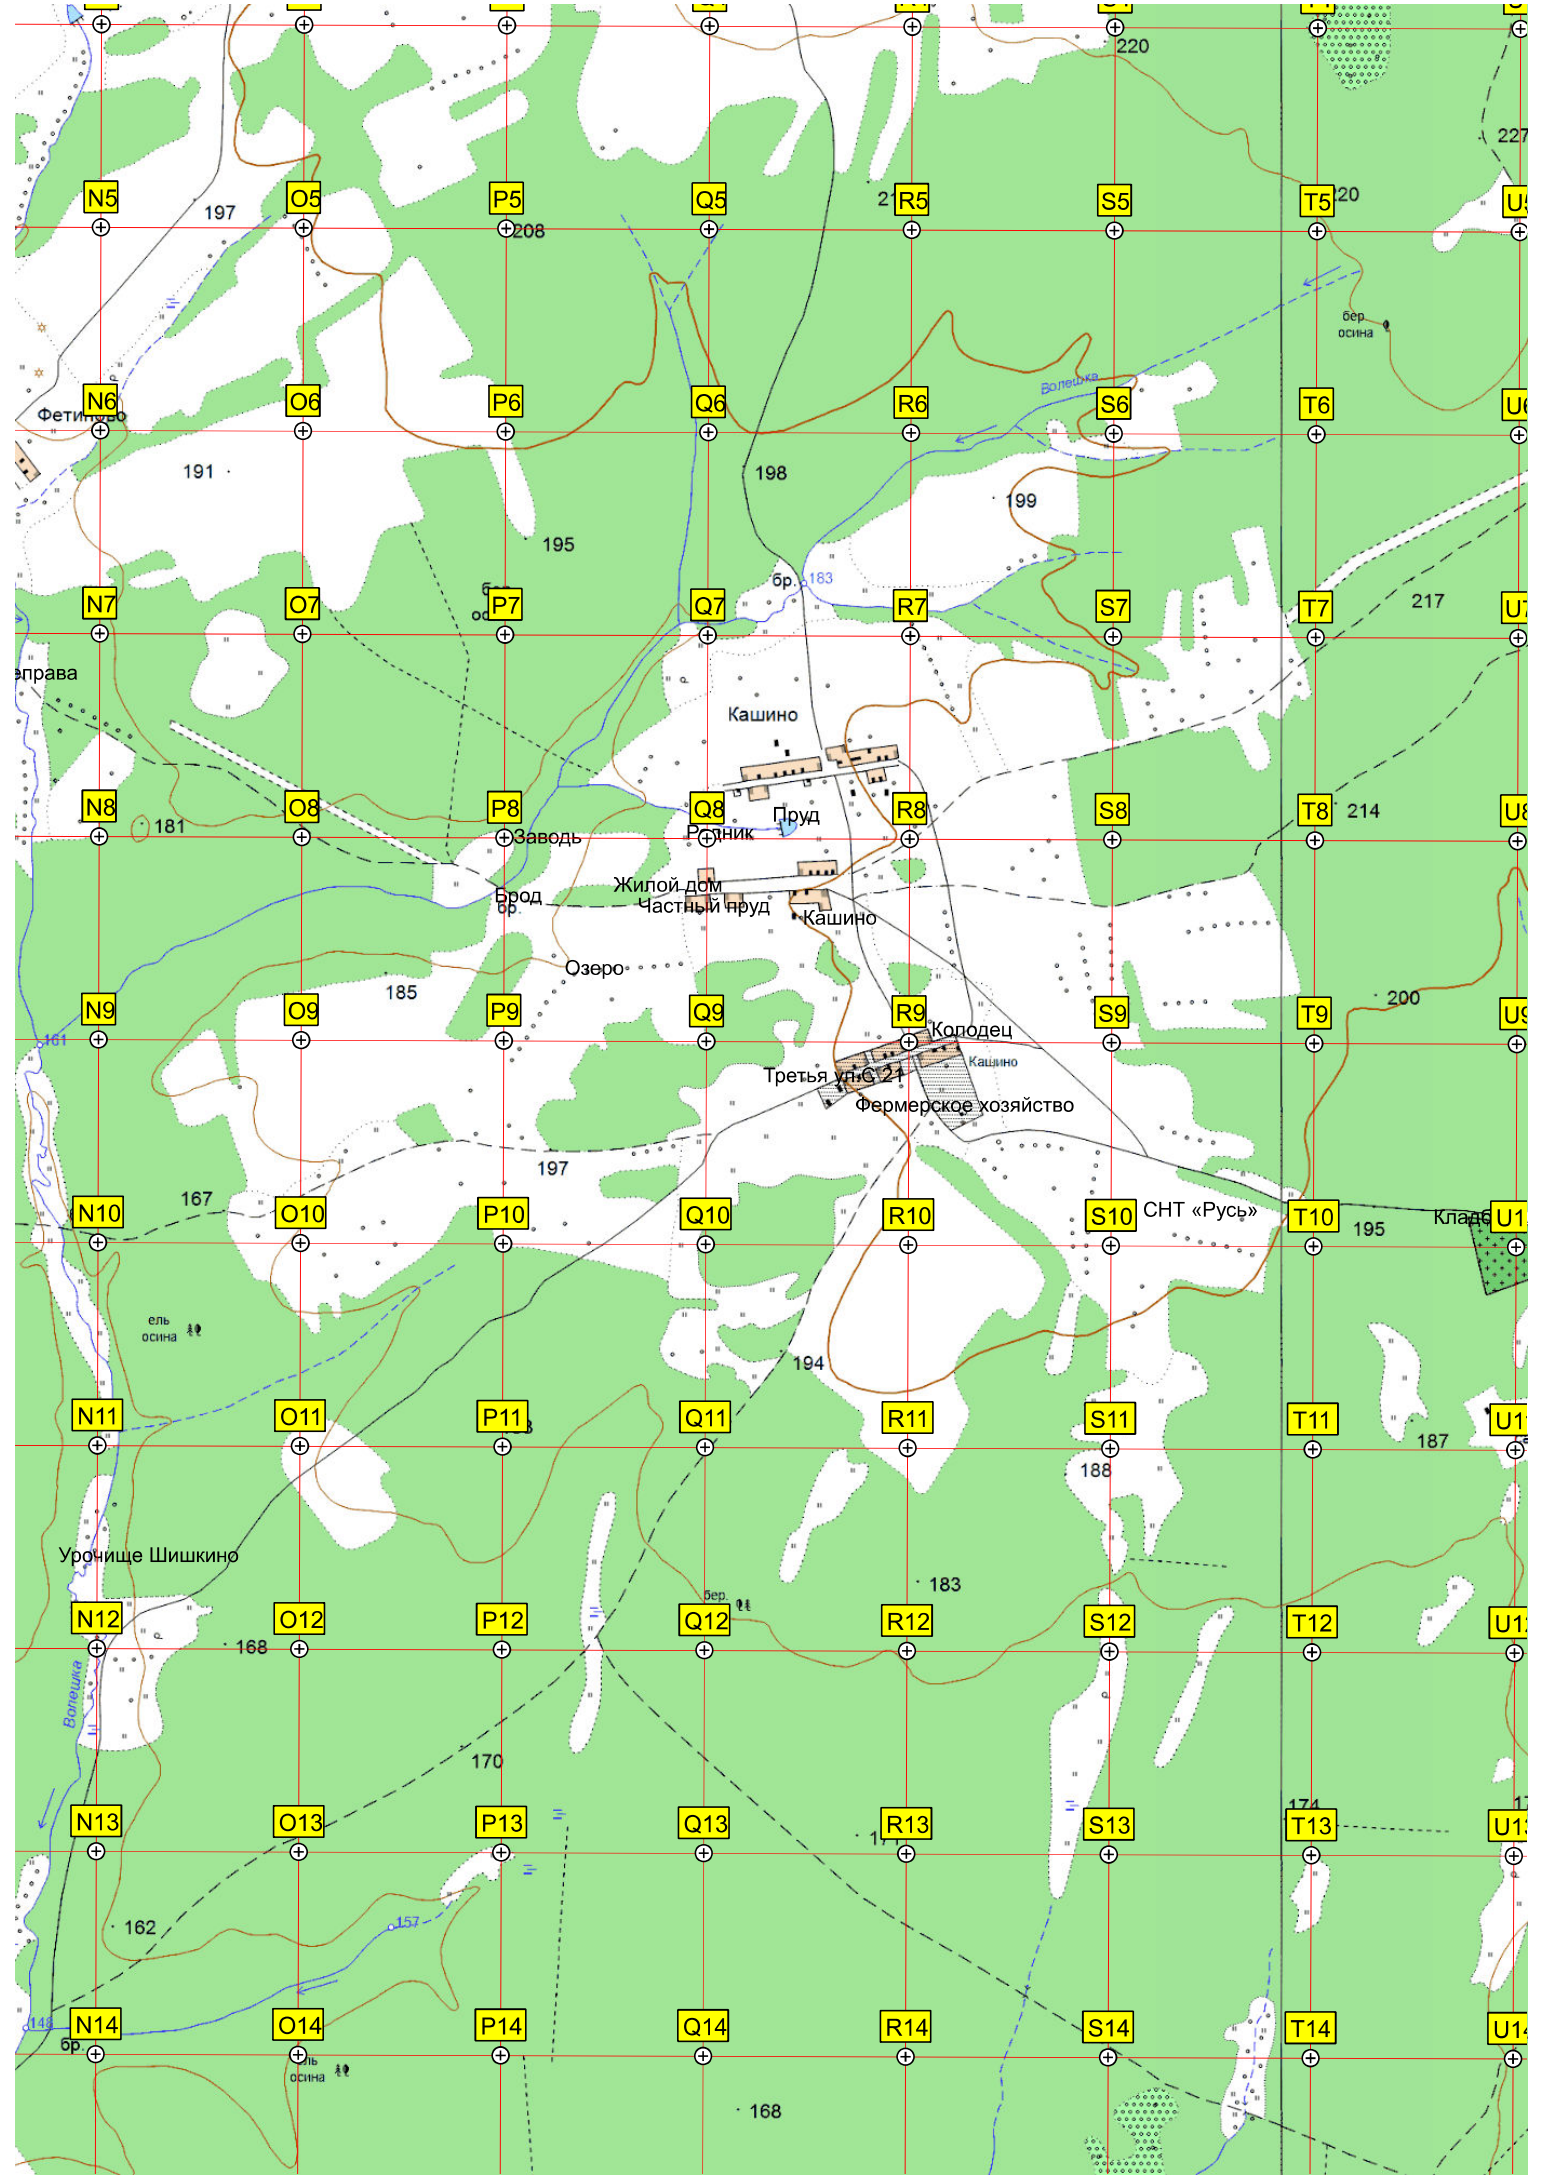 220
227
N5
O5
P5
Q5
R5
S5
T5
197
208
220
бер
осина
Волешка
N6
O6
P6
Q6
R6
S6
T6
191
198
199
195
бр.
183
217
N7
O7
P7
Q7
R7
S7
T7
Кашино
N8
O8
P8
Q8
R8
S8
T8
181
Заводь
Родник
Пруд
214
Жилой дом
Брод
бр.
Частный пруд
Кашино
Озеро
185
200
N9
O9
P9
Q9
R9
S9
T9
161
Колодец
Кашино
Третья ул С 21
Фермерское хозяйство
197
167
N10
O10
P10
Q10
R10
S10
T10
СНТ «Русь»
195
ель
осина
194
N11
O11
P11
Q11
R11
S11
T11
187
188
Урочище Шишкино
183
бер.
N12
O12
P12
Q12
R12
S12
T12
168
Волешка
170
174
N13
O13
P13
Q13
R13
S13
T13
162
157
148
N14
O14
P14
Q14
R14
S14
T14
бр.
осина
168